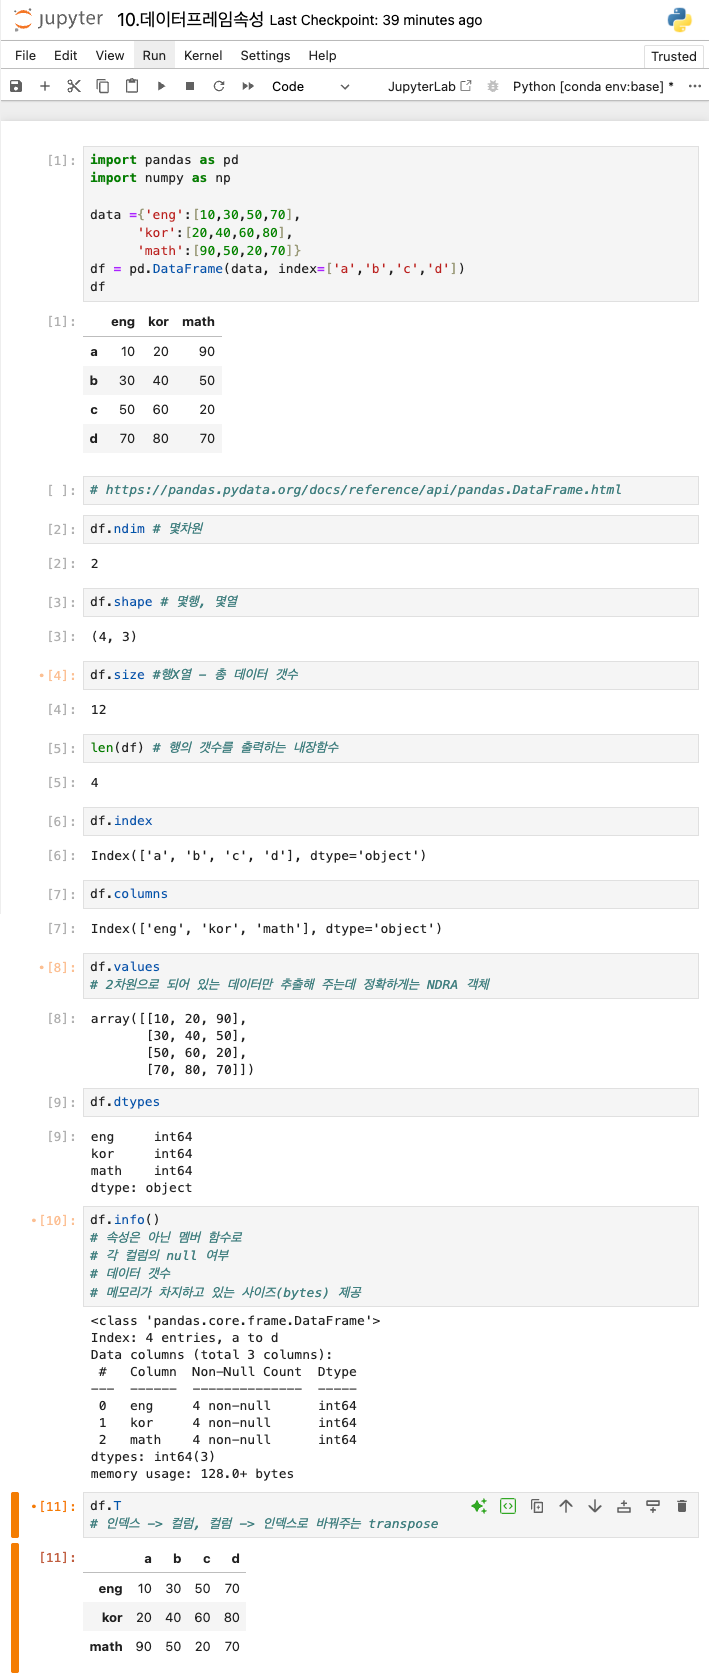 jupyter 10.데이터프레임속성 Last Checkpoint: 39 minutes ago
File Edit View Run Kernel Settings Help Trusted
Code JupyterLab Python [conda env:base] *
[1]: import pandas as pd
import numpy as np
data ={'eng':[10,30,50,70],
'kor':[20,40,60,80],
'math':[90,50,20,70]}
df = pd.DataFrame(data, index=['a','b','c','d'])
df
[1]: eng kor math
a 10 20 90
b 30 40 50
c 50 60 20
d 70 80 70
[ ]: # https://pandas.pydata.org/docs/reference/api/pandas.DataFrame.html
[2]: df.ndim # 몇차원
[2]: 2
[3]: df.shape # 몇행, 몇열
[3]: (4, 3)
[4]: df.size #행X열 - 총 데이터 갯수
[4]: 12
[5]: len(df) # 행의 갯수를 출력하는 내장함수
[5]: 4
[6]: df.index
[6]: Index(['a', 'b', 'c', 'd'], dtype='object')
[7]: df.columns
[7]: Index(['eng', 'kor', 'math'], dtype='object')
[8]: df.values
# 2차원으로 되어 있는 데이터만 추출해 주는데 정확하게는 NDRA 객체
[8]: array([[10, 20, 90],
[30, 40, 50],
[50, 60, 20],
[70, 80, 70]])
[9]: df.dtypes
[9]: eng int64
kor int64
math int64
dtype: object
[10]: df.info()
# 속성은 아닌 멤버 함수로
# 각 컬럼의 null 여부
# 데이터 갯수
# 메모리가 차지하고 있는 사이즈(bytes) 제공
<class 'pandas.core.frame.DataFrame'>
Index: 4 entries, a to d
Data columns (total 3 columns):
# Column Non-Null Count Dtype
--- ------ -------------- -----
0 eng 4 non-null int64
1 kor 4 non-null int64
2 math 4 non-null int64
dtypes: int64(3)
memory usage: 128.0+ bytes
[11]: df.T
# 인덱스 -> 컬럼, 컬럼 -> 인덱스로 바꿔주는 transpose
[11]: a b c d
eng 10 30 50 70
kor 20 40 60 80
math 90 50 20 70